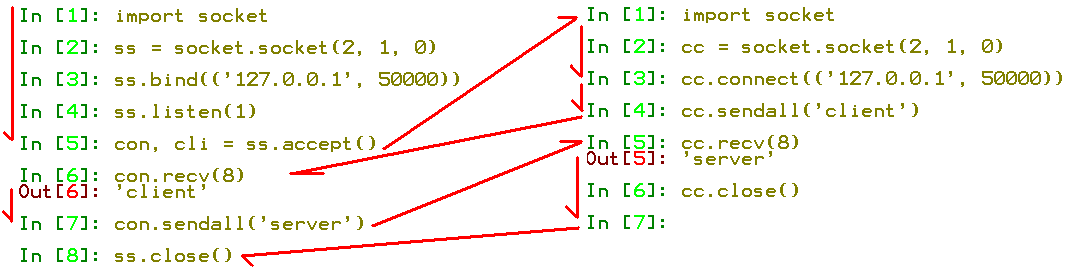 In [1]: import socket
In [2]: ss = socket.socket(2, 1, 0)
In [3]: ss.bind(('127.0.0.1', 50000))
In [4]: ss.listen(1)
In [5]: con, cli = ss.accept()
In [6]: con.recv(8)
Out[6]: 'client'
In [7]: con.sendall('server')
In [8]: ss.close()
In [1]: import socket
In [2]: cc = socket.socket(2, 1, 0)
In [3]: cc.connect(('127.0.0.1', 50000))
In [4]: cc.sendall('client')
In [5]: cc.recv(8)
Out[5]: 'server'
In [6]: cc.close()
In [7]: